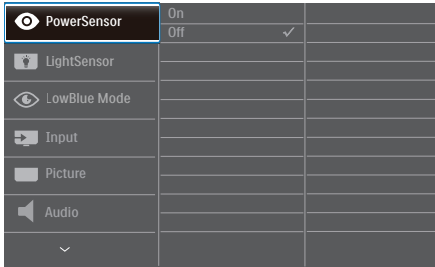 PowerSensor
On
Off
LightSensor
LowBlue Mode
Input
Picture
Audio